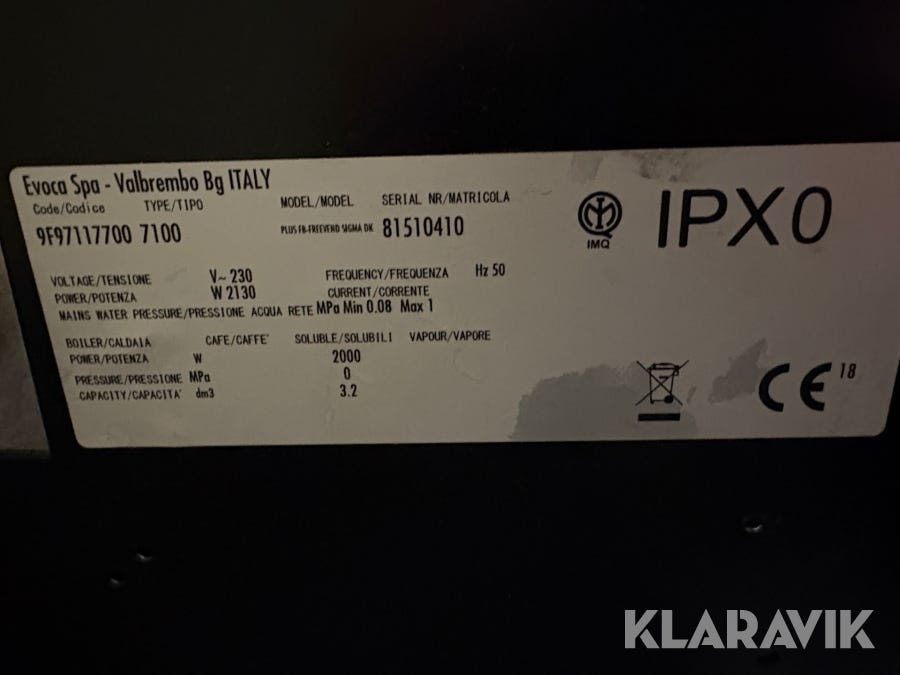 Evoca Spa - Valbrembo Bg ITALY
Code/Codice TYPE/TIPO MODEL/MODEL SERIAL NR/MATRICOLA
9F97117700 7100 PLUS FB-FREEVEND SIGMA DK 81510410
IMQ
IPX0
VOLTAGE/TENSIONE V~ 230 FREQUENCY/FREQUENZA Hz 50
POWER/POTENZA W 2130 CURRENT/CORRENTE
MAINS WATER PRESSURE/PRESSIONE ACQUA RETE MPa Min 0.08 Max 1
BOILER/CALDAIA CAFE/CAFFE' SOLUBLE/SOLUBILI VAPOUR/VAPORE
POWER/POTENZA W 2000
PRESSURE/PRESSIONE MPa 0
CAPACITY/CAPACITA' dm3 3.2
CE 18
KLARAVIK